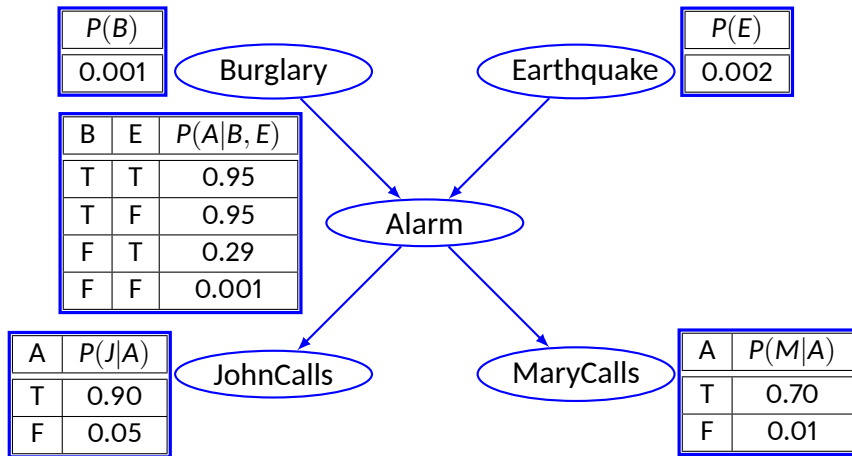 P(B)
0.001
Burglary
Earthquake
P(E)
0.002
B E P(A|B, E)
T T 0.95
T F 0.95
F T 0.29
F F 0.001
Alarm
A P(J|A)
T 0.90
F 0.05
JohnCalls
MaryCalls
A P(M|A)
T 0.70
F 0.01